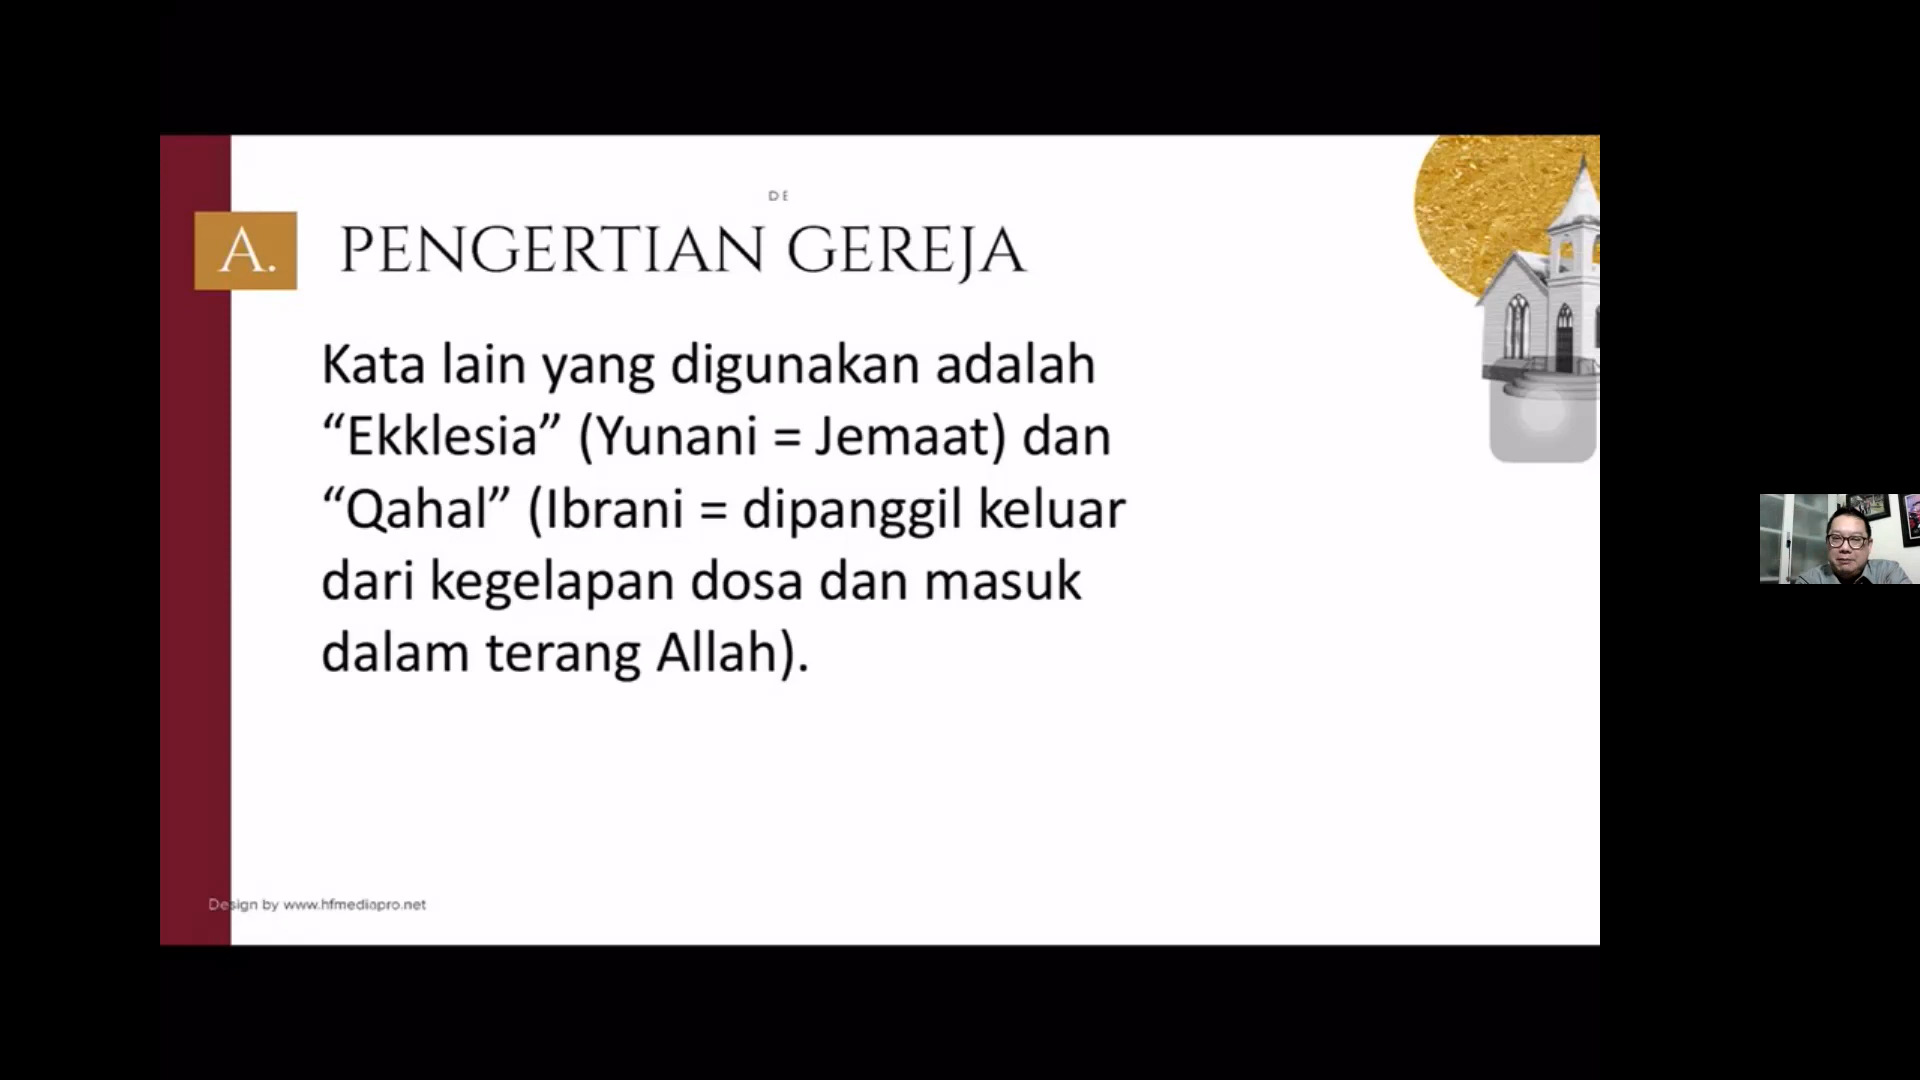 DE
A. PENGERTIAN GEREJA
Kata lain yang digunakan adalah
“Ekklesia” (Yunani = Jemaat) dan
“Qahal” (Ibrani = dipanggil keluar
dari kegelapan dosa dan masuk
dalam terang Allah).
Design by www.hfmediapro.net